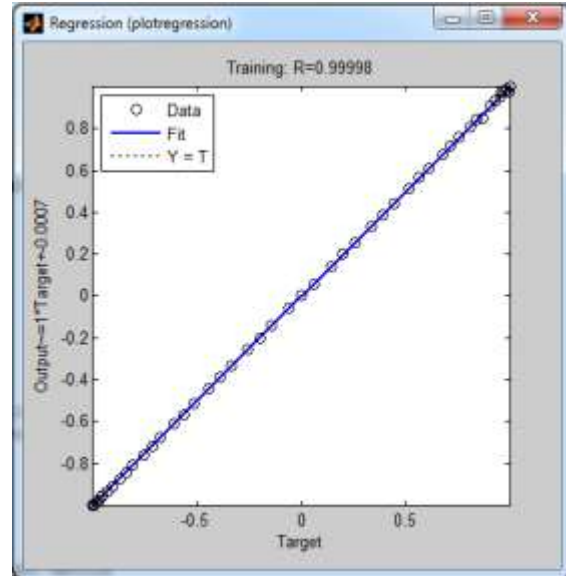 Regression (plotregression)
Training: R=0.99998
Data
Fit
Y = T
Output~=1*Target+-0.0007
0.8
0.6
0.4
0.2
0
-0.2
-0.4
-0.6
-0.8
-0.5 0 0.5
Target